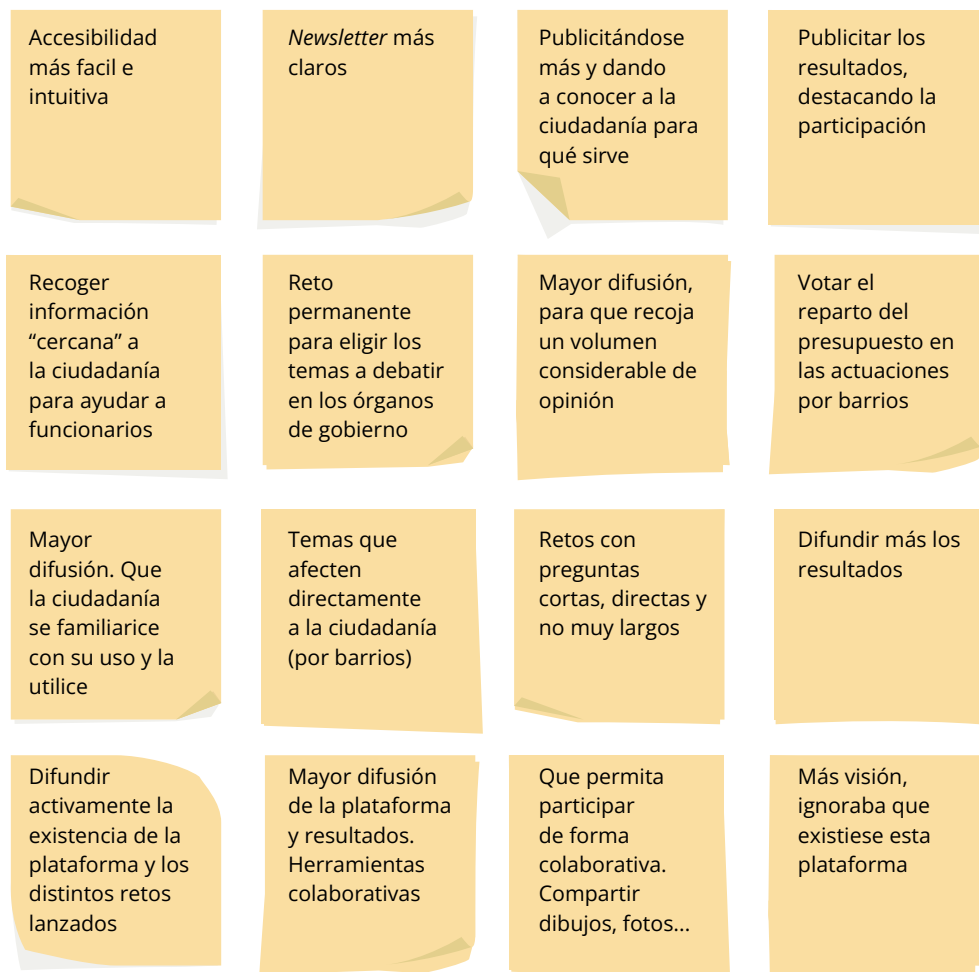 Accesibilidad
más facil e
intuitiva
Newsletter más
claros
Publicitándose
más y dando
a conocer a la
ciudadanía para
qué sirve
Publicitar los
resultados,
destacando la
participación
Recoger
información
“cercana” a
la ciudadanía
para ayudar a
funcionarios
Reto
permanente
para eligir los
temas a debatir
en los órganos
de gobierno
Mayor difusión,
para que recoja
un volumen
considerable de
opinión
Votar el
reparto del
presupuesto en
las actuaciones
por barrios
Mayor
difusión. Que
la ciudadanía
se familiarice
con su uso y la
utilice
Temas que
afecten
directamente
a la ciudadanía
(por barrios)
Retos con
preguntas
cortas, directas y
no muy largos
Difundir más los
resultados
Difundir
activamente la
existencia de la
plataforma y los
distintos retos
lanzados
Mayor difusión
de la plataforma
y resultados.
Herramientas
colaborativas
Que permita
participar
de forma
colaborativa.
Compartir
dibujos, fotos...
Más visión,
ignoraba que
existiese esta
plataforma